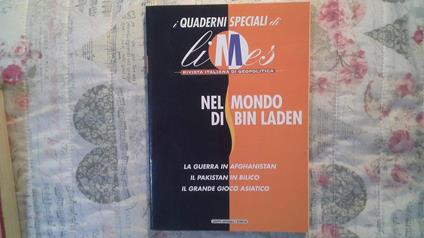 i QUADERNI SPECIALI di
liMes
RIVISTA ITALIANA DI GEOPOLITICA
NEL MONDO
DI BIN LADEN
LA GUERRA IN AFGHANISTAN
IL PAKISTAN IN BILICO
IL GRANDE GIOCO ASIATICO